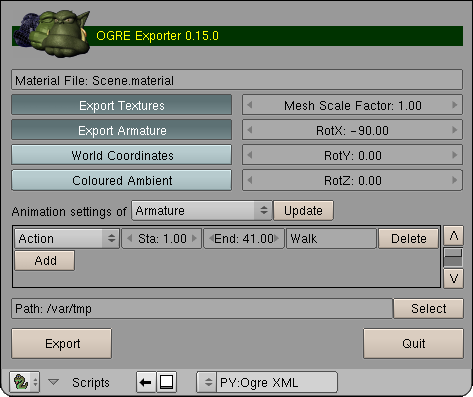 OGRE Exporter 0.15.0
Material File: Scene.material
Export Textures Mesh Scale Factor: 1.00
Export Armature RotX: -90.00
World Coordinates RotY: 0.00
Coloured Ambient RotZ: 0.00
Animation settings of Armature Update
Action Sta: 1.00 End: 41.00 Walk Delete
Add
Path: /var/tmp Select
Export Quit
Scripts PY:Ogre XML